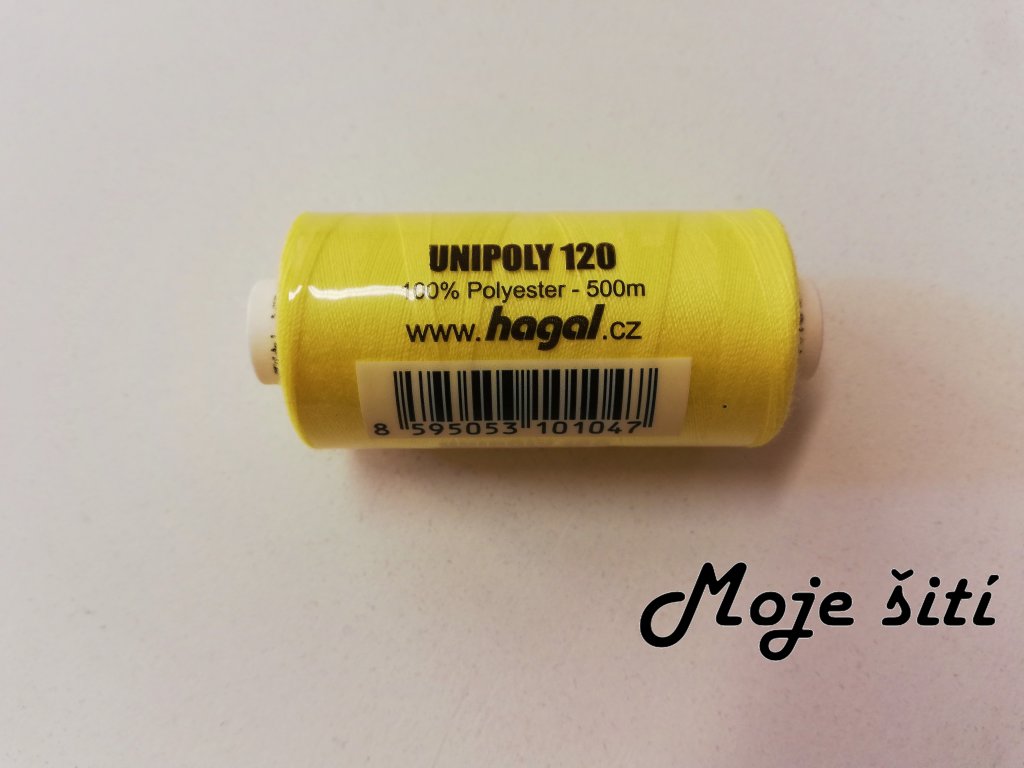 UNIPOLY 120
100% Polyester - 500m
www.hagal.cz
8 595053 101047
Moje šití